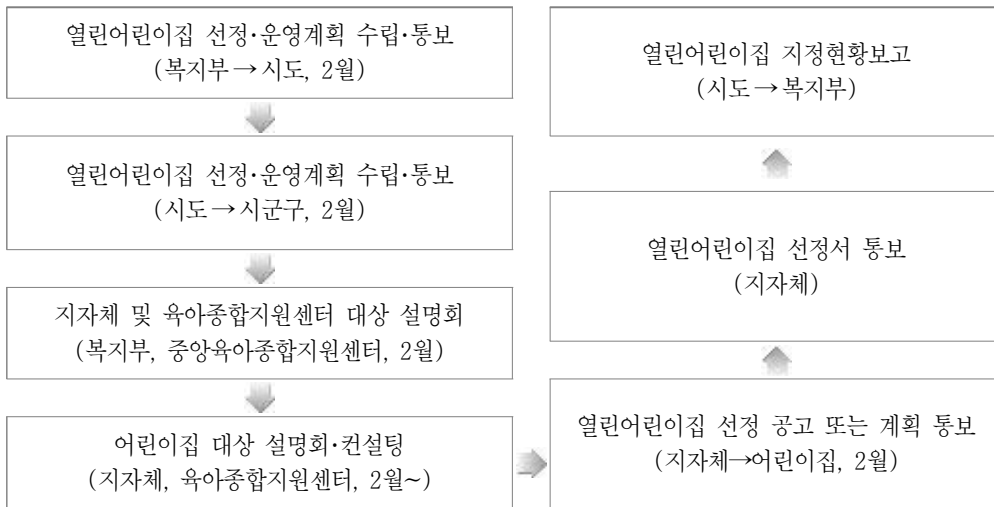 열린어린이집 선정·운영계획 수립·통보
(복지부→시도, 2월)
열린어린이집 선정·운영계획 수립·통보
(시도→시군구, 2월)
지자체 및 육아종합지원센터 대상 설명회
(복지부, 중앙육아종합지원센터, 2월)
어린이집 대상 설명회·컨설팅
(지자체, 육아종합지원센터, 2월~)
열린어린이집 선정 공고 또는 계획 통보
(지자체→어린이집, 2월)
열린어린이집 선정서 통보
(지자체)
열린어린이집 지정현황보고
(시도→복지부)